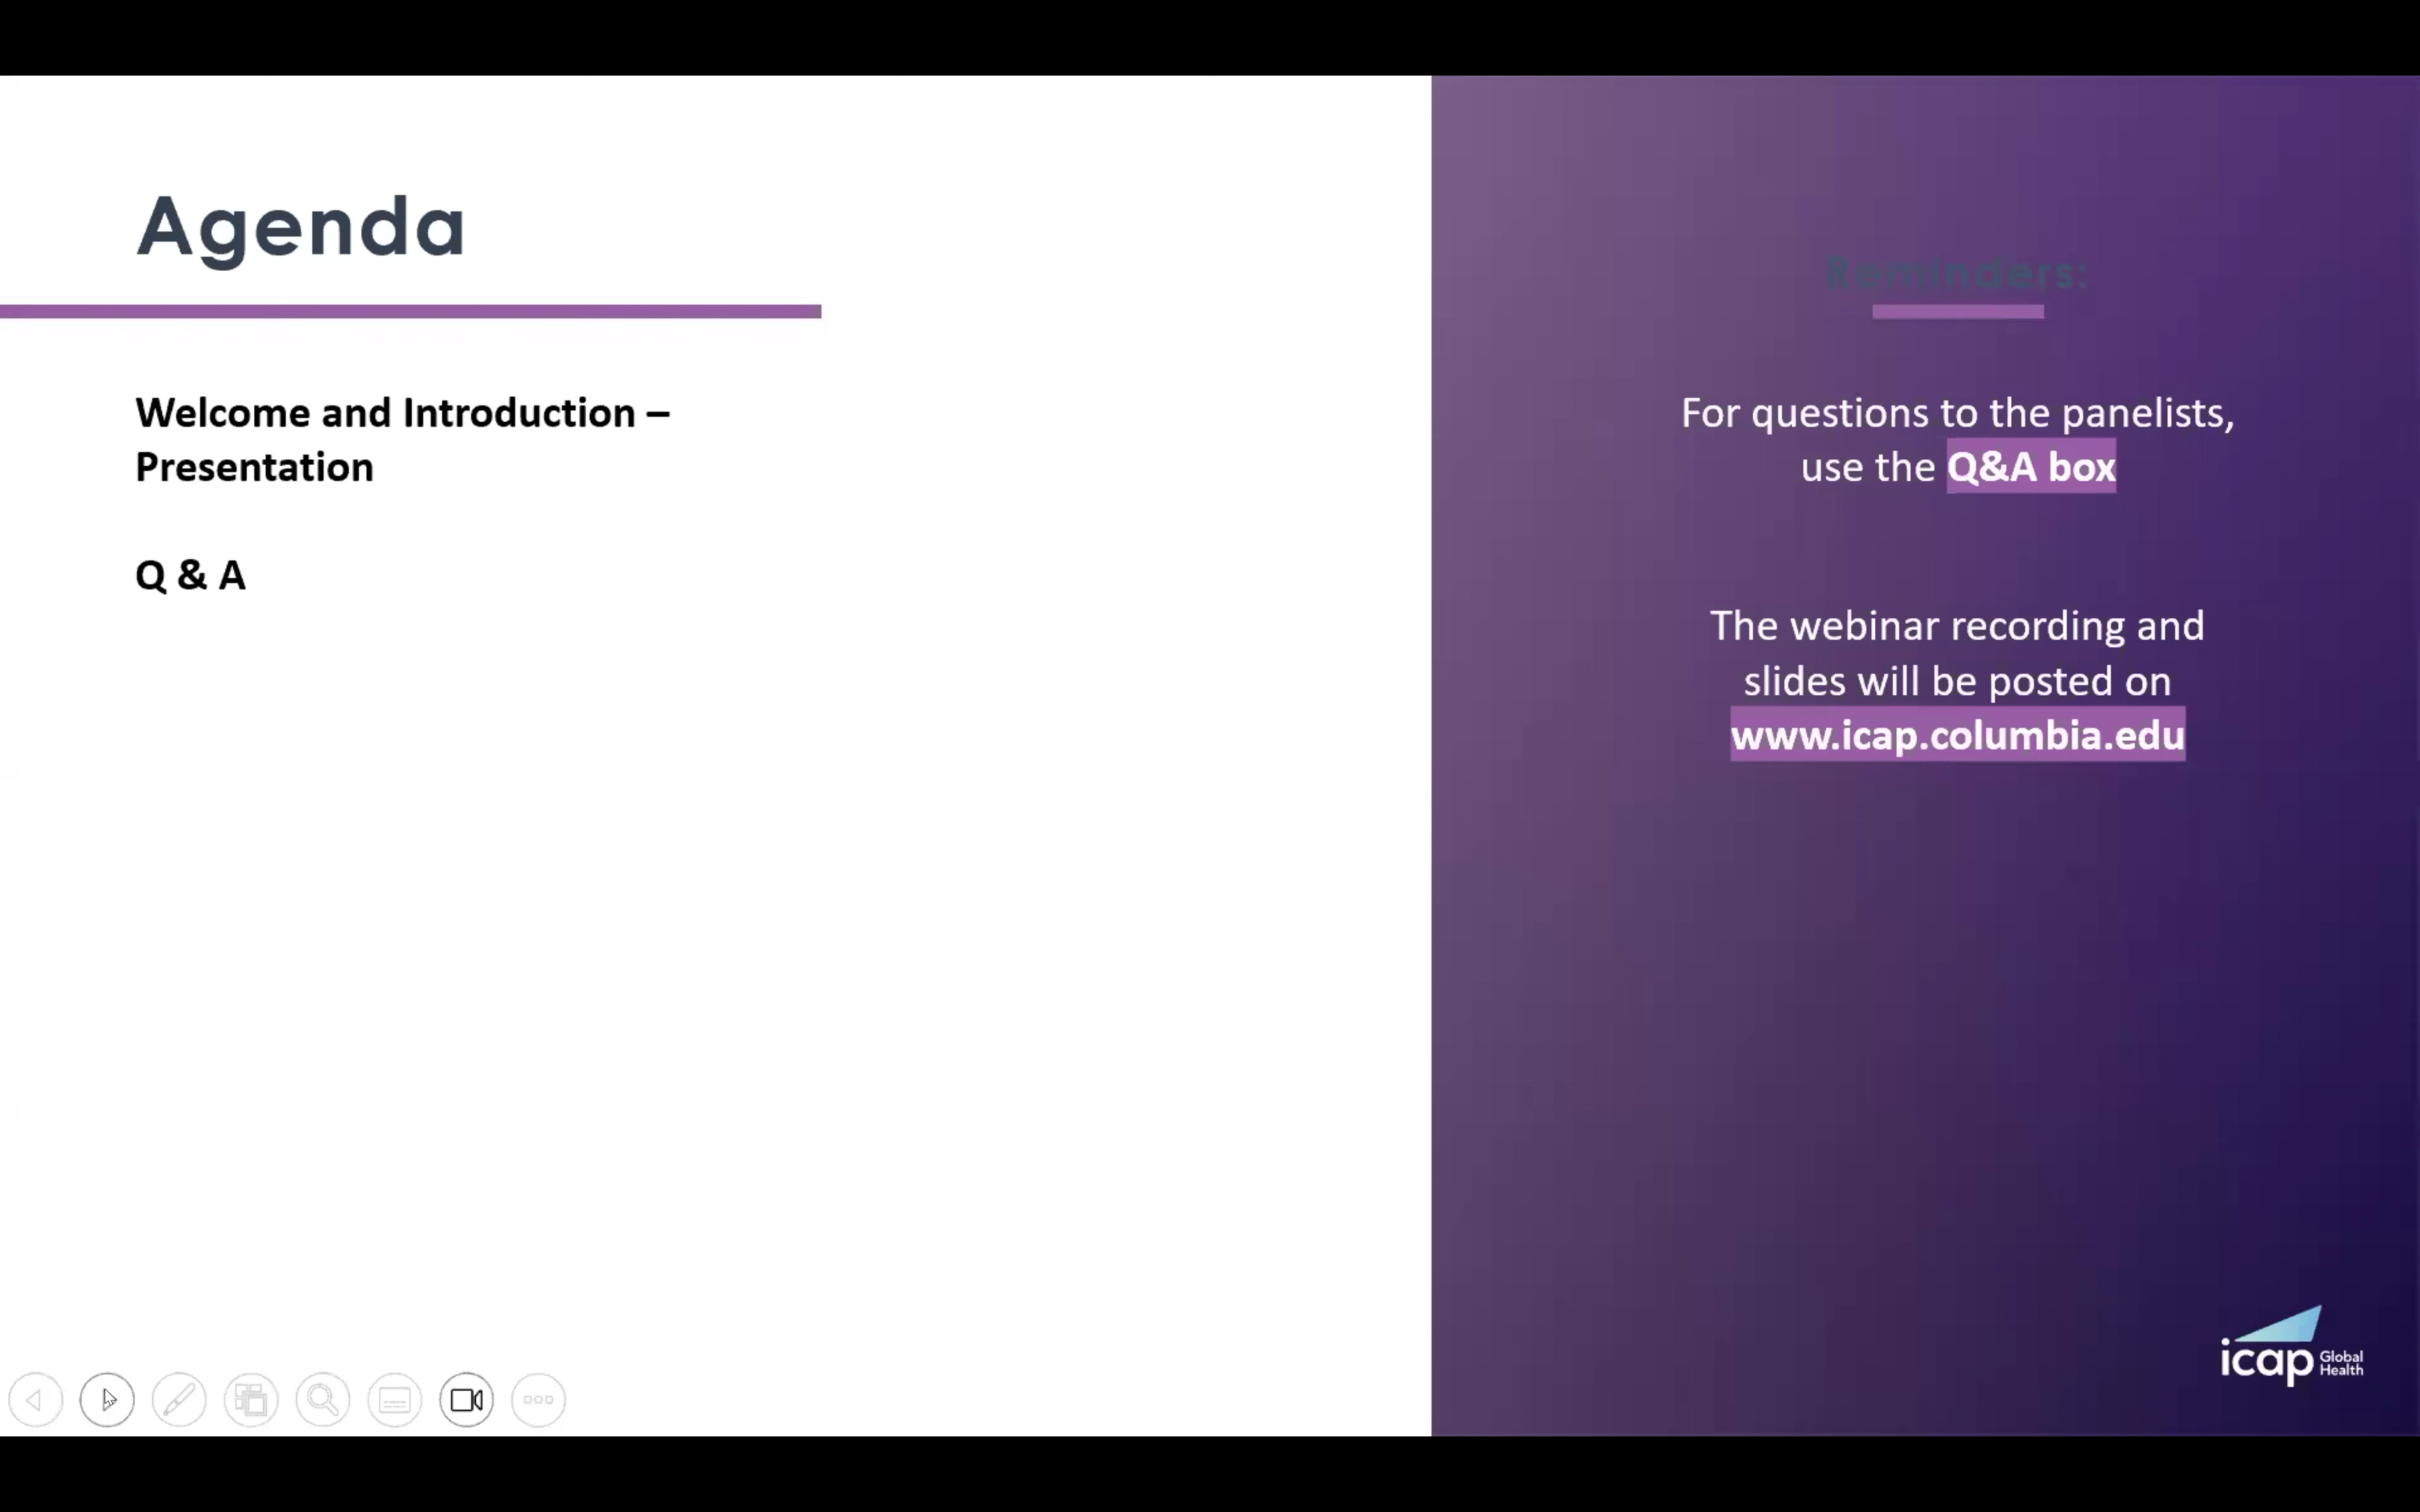 Agenda
Welcome and Introduction –
Presentation
Q & A
Reminders:
For questions to the panelists,
use the Q&A box
The webinar recording and
slides will be posted on
www.icap.columbia.edu
icap Global
Health